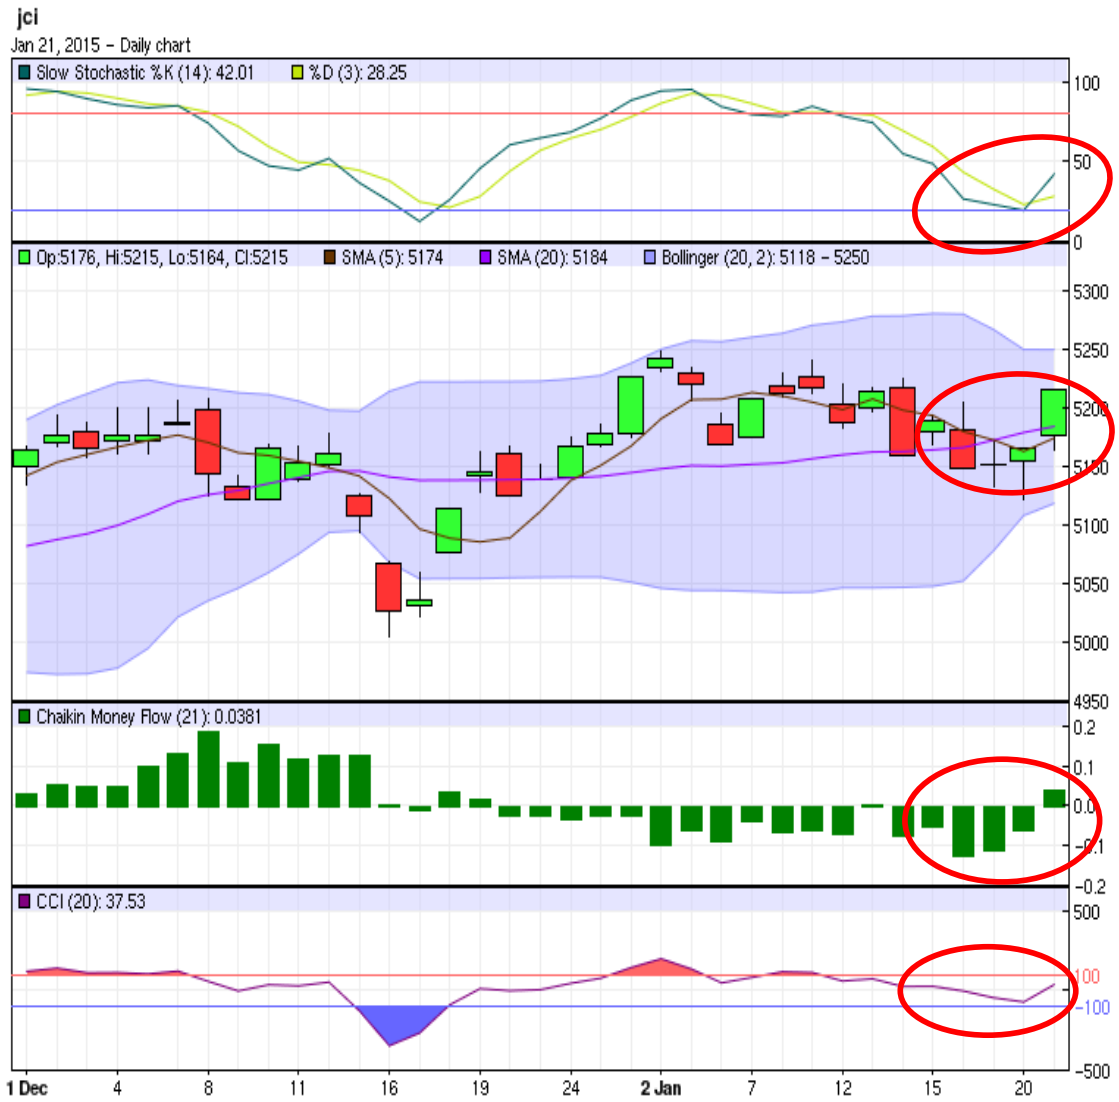 jci
Jan 21, 2015 – Daily chart
Slow Stochastic %K (14): 42.01 %D (3): 28.25
100
50
0
Op:5176, Hi:5215, Lo:5164, Cl:5215 SMA (5): 5174 SMA (20): 5184 Bollinger (20, 2): 5118 – 5250
5300
5250
5200
5150
5100
5050
5000
4950
Chaikin Money Flow (21): 0.0381
0.2
0.1
0.0
-0.1
-0.2
CCI (20): 37.53
500
100
-100
-500
1 Dec 4 8 11 16 19 24 2 Jan 7 12 15 20